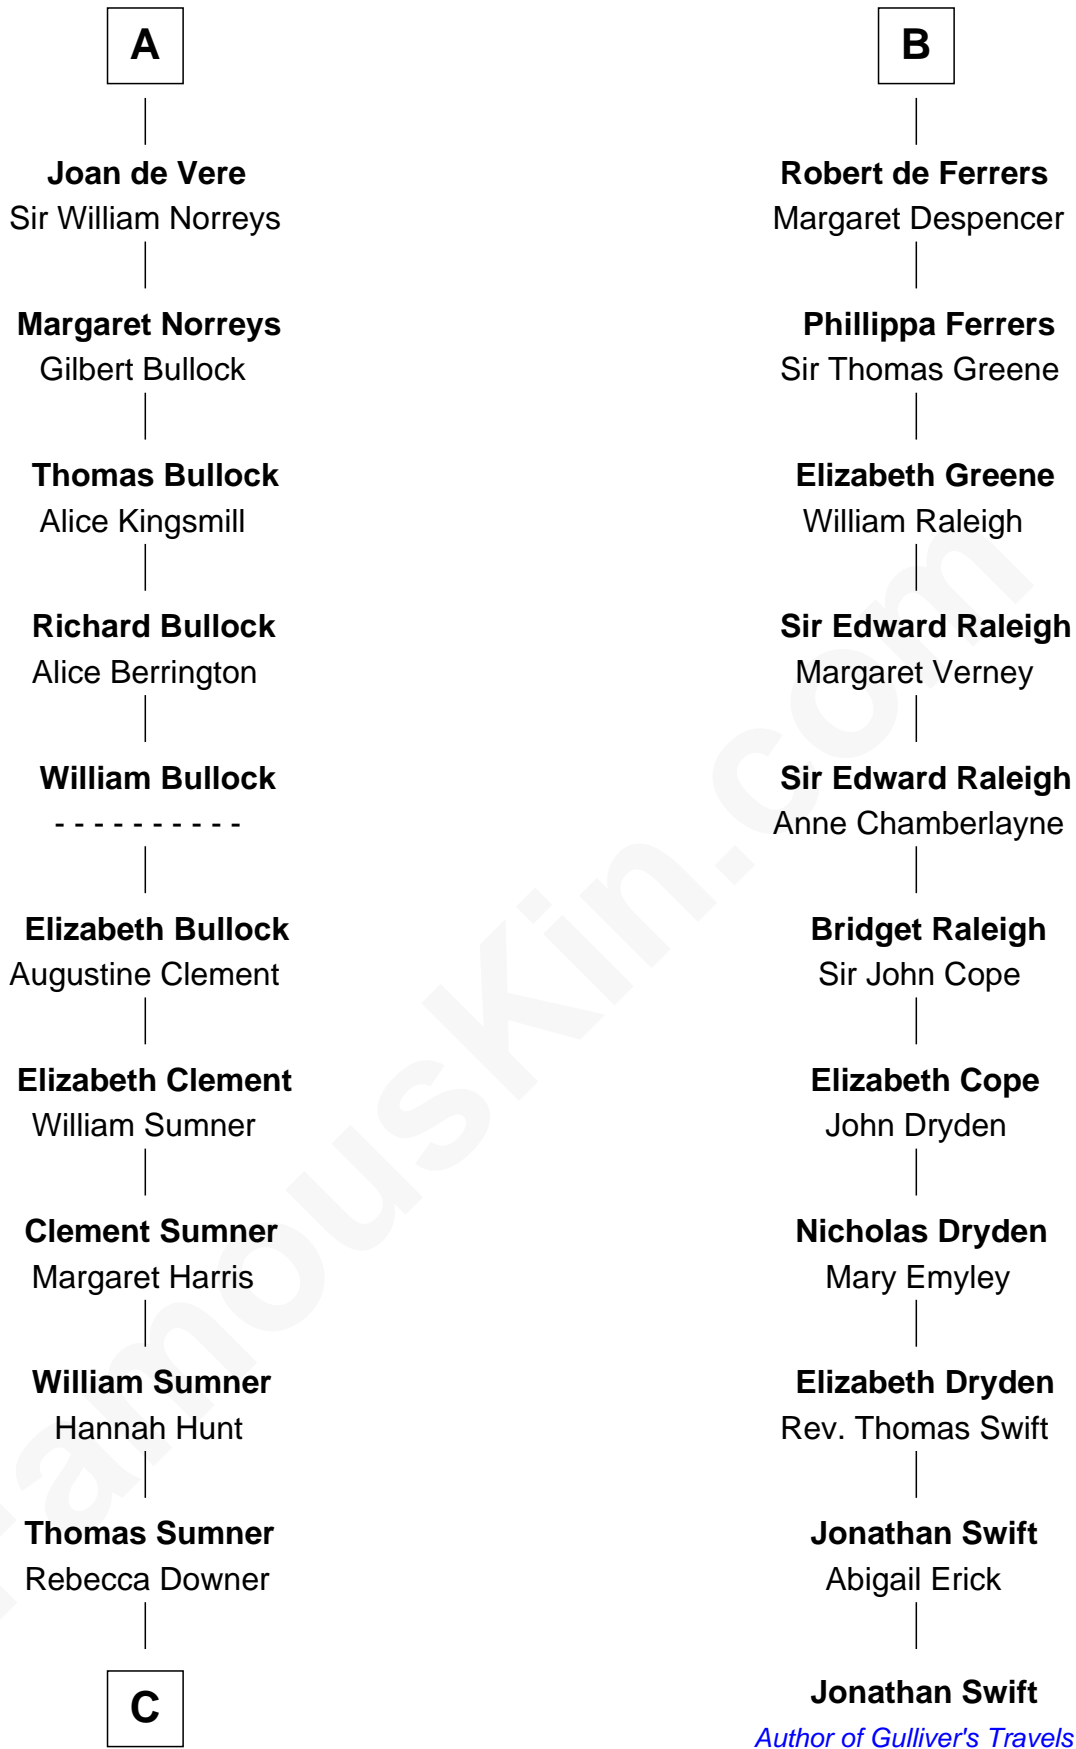 A
Joan de Vere
Sir William Norreys
Margaret Norreys
Gilbert Bullock
Thomas Bullock
Alice Kingsmill
Richard Bullock
Alice Berrington
William Bullock
- - - - - - - - - -
Elizabeth Bullock
Augustine Clement
Elizabeth Clement
William Sumner
Clement Sumner
Margaret Harris
William Sumner
Hannah Hunt
Thomas Sumner
Rebecca Downer
C
B
Robert de Ferrers
Margaret Despencer
Phillippa Ferrers
Sir Thomas Greene
Elizabeth Greene
William Raleigh
Sir Edward Raleigh
Margaret Verney
Sir Edward Raleigh
Anne Chamberlayne
Bridget Raleigh
Sir John Cope
Elizabeth Cope
John Dryden
Nicholas Dryden
Mary Emyley
Elizabeth Dryden
Rev. Thomas Swift
Jonathan Swift
Abigail Erick
Jonathan Swift
Author of Gulliver's Travels
FamousKin.com